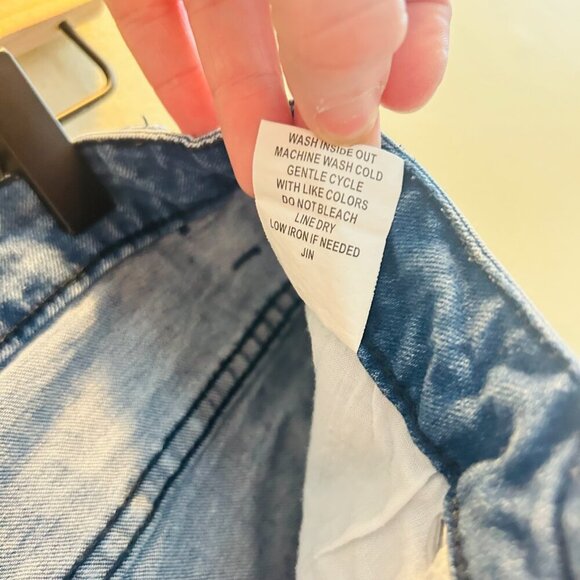 WASH INSIDE OUT
MACHINE WASH COLD
GENTLE CYCLE
WITH LIKE COLORS
DO NOT BLEACH
LINE DRY
LOW IRON IF NEEDED
JIN